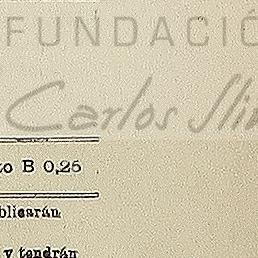 FUNDACIÓ
Carlos Slim
to B 0,25
blicarán
y tendrán